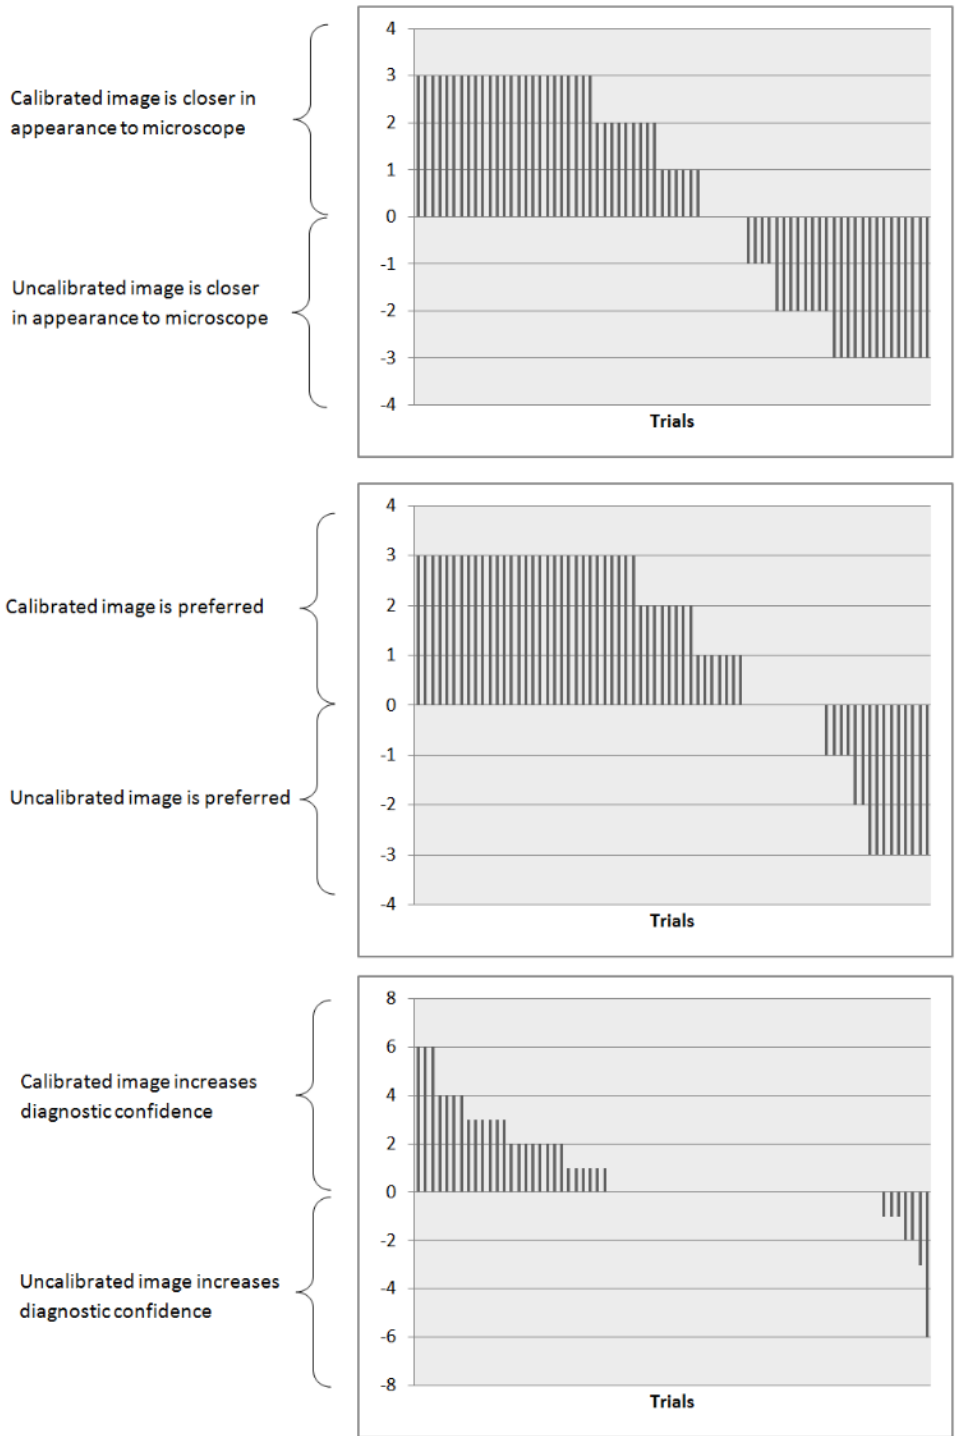 4
3
2
1
0
-1
-2
-3
-4
Calibrated image is closer in
appearance to microscope
Uncalibrated image is closer
in appearance to microscope
Trials
4
3
2
1
0
-1
-2
-3
-4
Calibrated image is preferred
Uncalibrated image is preferred
Trials
8
6
4
2
0
-2
-4
-6
-8
Calibrated image increases
diagnostic confidence
Uncalibrated image increases
diagnostic confidence
Trials